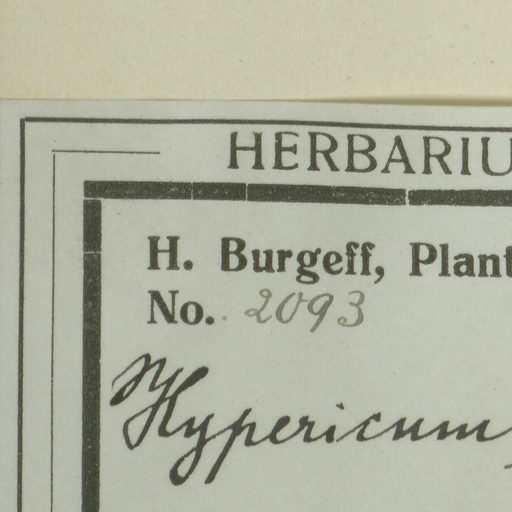 HERBARIU
H. Burgeff, Plant
No. 2093
Hypericum